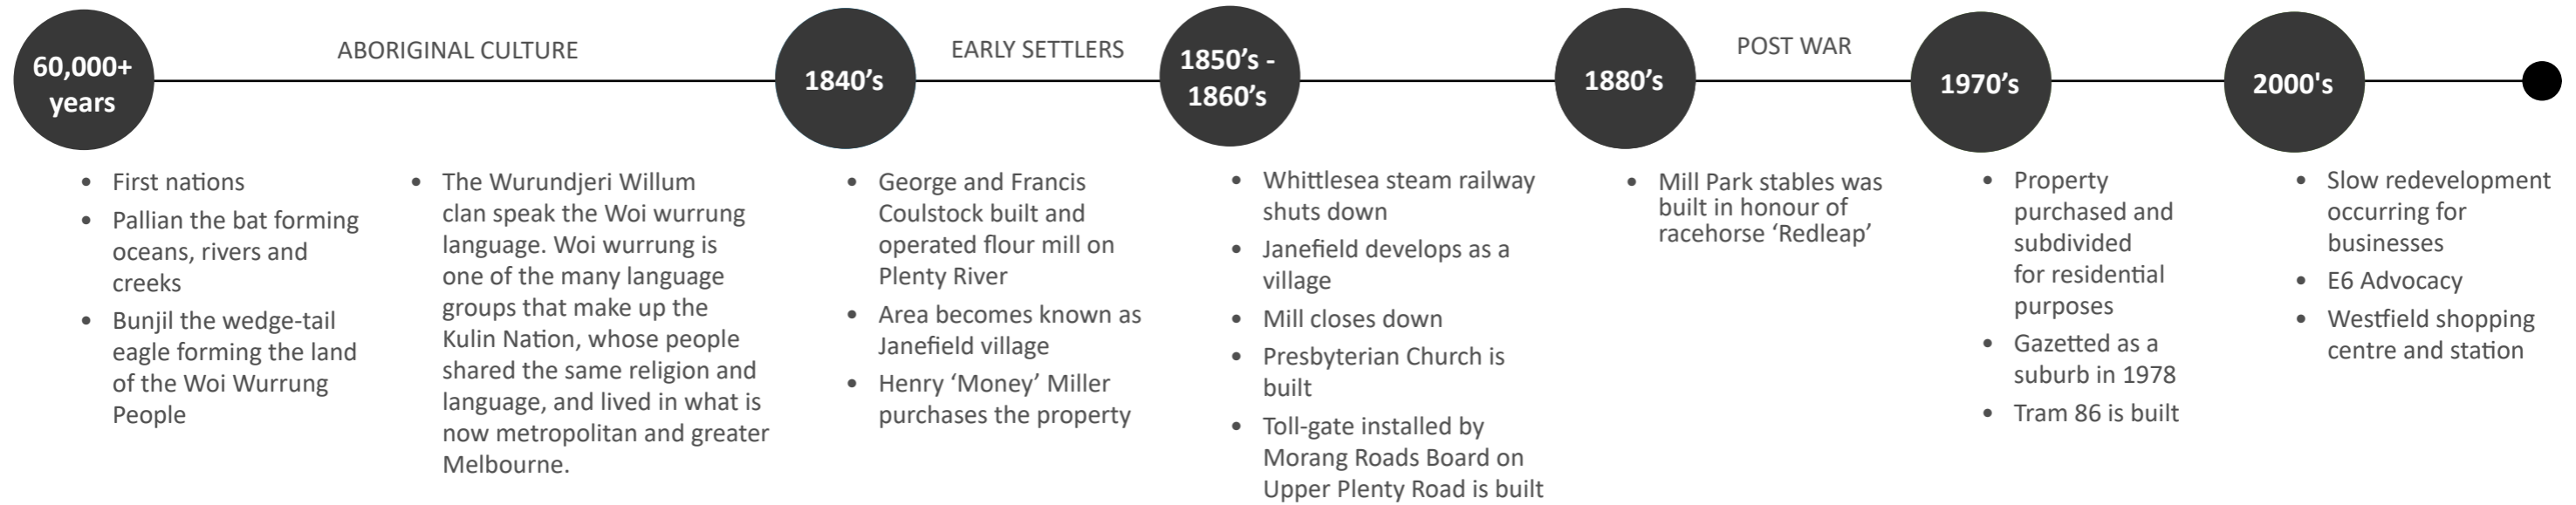 60,000+
years
ABORIGINAL CULTURE
1840’s
EARLY SETTLERS
1850’s -
1860’s
1880’s
POST WAR
1970’s
2000's
• First nations
• Pallian the bat forming
oceans, rivers and
creeks
• Bunjil the wedge-tail
eagle forming the land
of the Woi Wurrung
People
• The Wurundjeri Willum
clan speak the Woi wurrung
language. Woi wurrung is
one of the many language
groups that make up the
Kulin Nation, whose people
shared the same religion and
language, and lived in what is
now metropolitan and greater
Melbourne.
• George and Francis
Coulstock built and
operated flour mill on
Plenty River
• Area becomes known as
Janefield village
• Henry ‘Money’ Miller
purchases the property
• Whittlesea steam railway
shuts down
• Janefield develops as a
village
• Mill closes down
• Presbyterian Church is
built
• Toll-gate installed by
Morang Roads Board on
Upper Plenty Road is built
• Mill Park stables was
built in honour of
racehorse ‘Redleap’
• Property
purchased and
subdivided
for residential
purposes
• Gazetted as a
suburb in 1978
• Tram 86 is built
• Slow redevelopment
occurring for
businesses
• E6 Advocacy
• Westfield shopping
centre and station